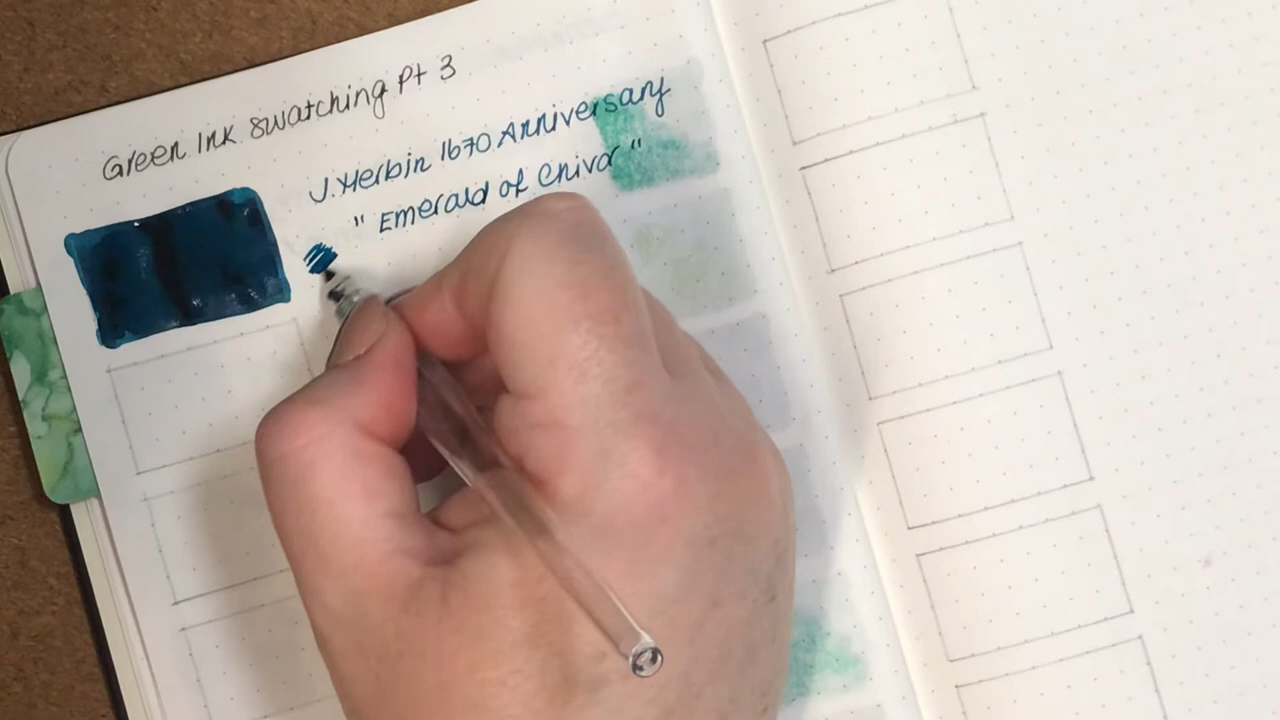 Green Ink Swatching Pt 3
J. Herbin 1670 Anniversary
" Emerald of Chivor "